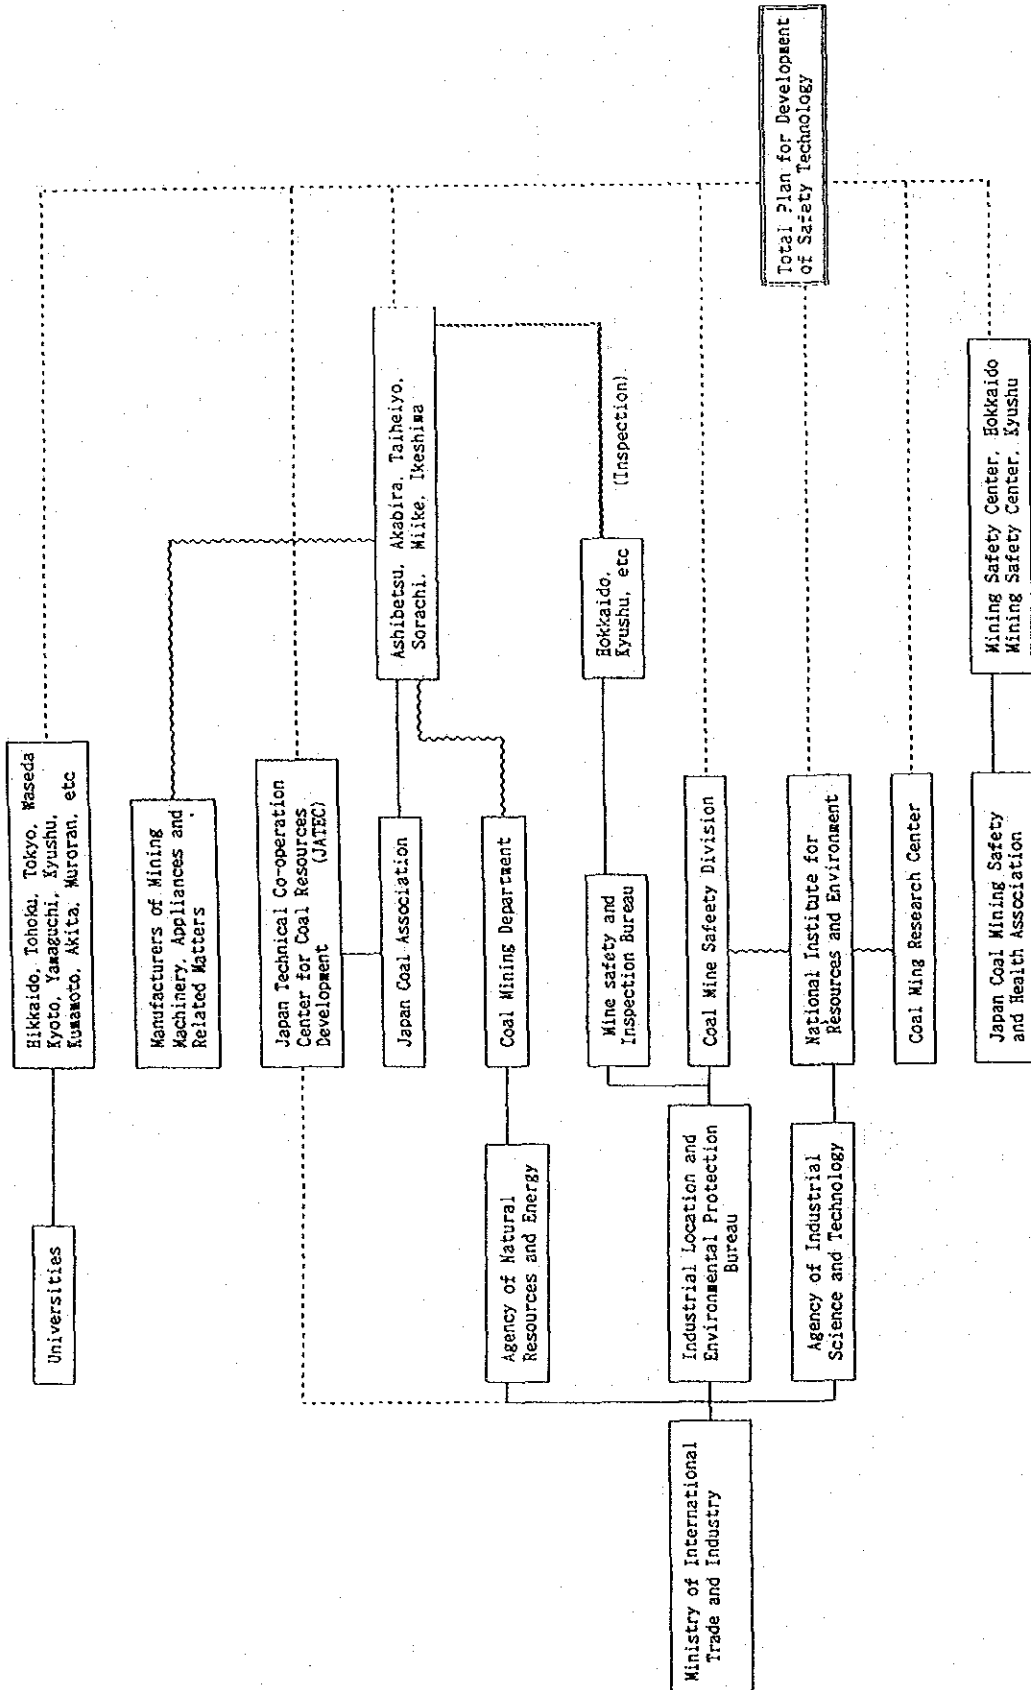 Universities
Hikkaido, Tohoku, Tokyo, Waseda
Kyoto, Yamaguchi, Kyushu,
Kumamoto, Akita, Muroran, etc
Manufacturers of Mining
Machinery, Appliances and
Related Matters
Japan Technical Co-operation
Center for Coal Resources
Development
(JATEC)
Japan Coal Association
Ashibetsu, Akabira, Taiheiyo,
Sorachi, Miike, Ikeshima
Agency of Natural
Resources and Energy
Coal Mining Department
Mine safety and
Inspection Bureau
Hokkaido,
Kyushu, etc
(Inspection)
Ministry of International
Trade and Industry
Industrial Location and
Environmental Protection
Bureau
Coal Mine Safeety Division
Agency of Industrial
Science and Technology
National Institute for
Resources and Environment
Total Plan for Development
of Safety Technology
Coal Ming Research Center
Japan Coal Mining Safety
and Health Association
Mining Safety Center, Hokkaido
Mining Safety Center, Kyushu